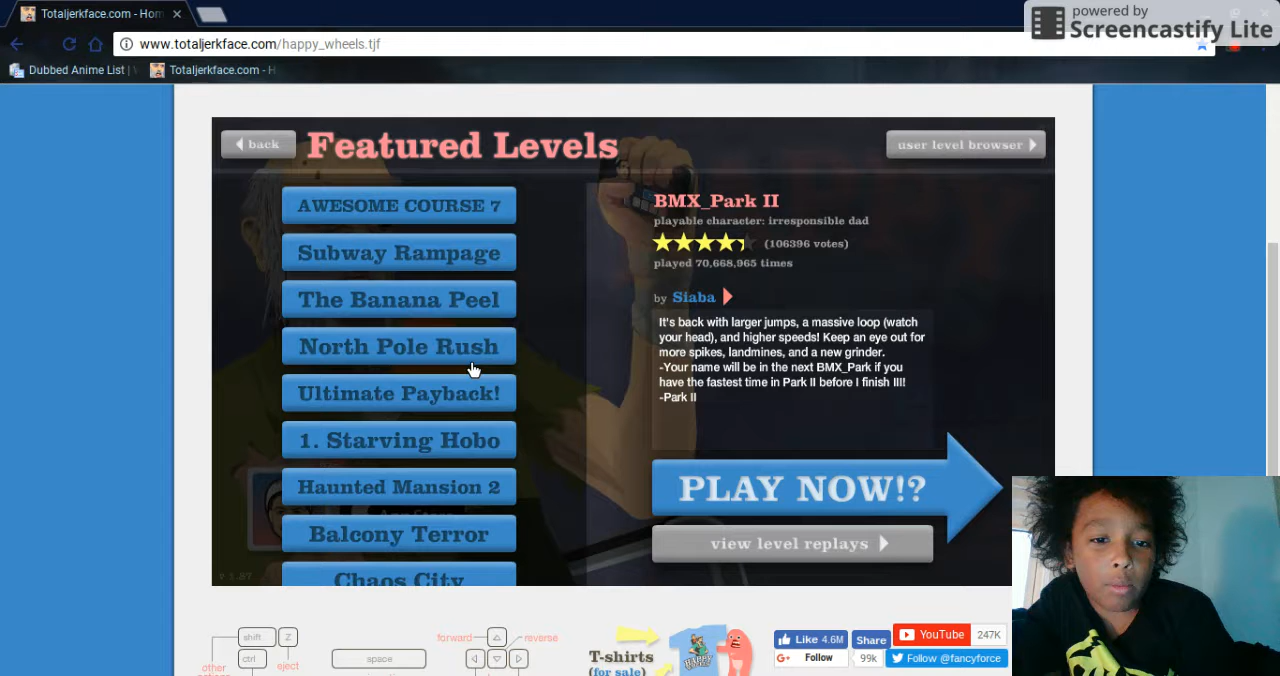 powered by
Screencastify Lite
Totaljerkface.com - Hom
www.totaljerkface.com/happy_wheels.tjf
Dubbed Anime List |
Totaljerkface.com - H
back
Featured Levels
user level browser
AWESOME COURSE 7
Subway Rampage
The Banana Peel
North Pole Rush
Ultimate Payback!
1. Starving Hobo
Haunted Mansion 2
Balcony Terror
Chaos City
BMX_Park II
playable character: irresponsible dad
(106396 votes)
played 70,668,965 times
by Siaba
It's back with larger jumps, a massive loop (watch
your head), and higher speeds! Keep an eye out for
more spikes, landmines, and a new grinder.
-Your name will be in the next BMX_Park if you
have the fastest time in Park II before I finish III!
-Park II
PLAY NOW!?
view level replays
shift
Z
ctrl
eject
other
space
forward
reverse
T-shirts
(for sale)
Like 4.6M
Share
YouTube
247K
G+ Follow
99k
Follow @fancyforce